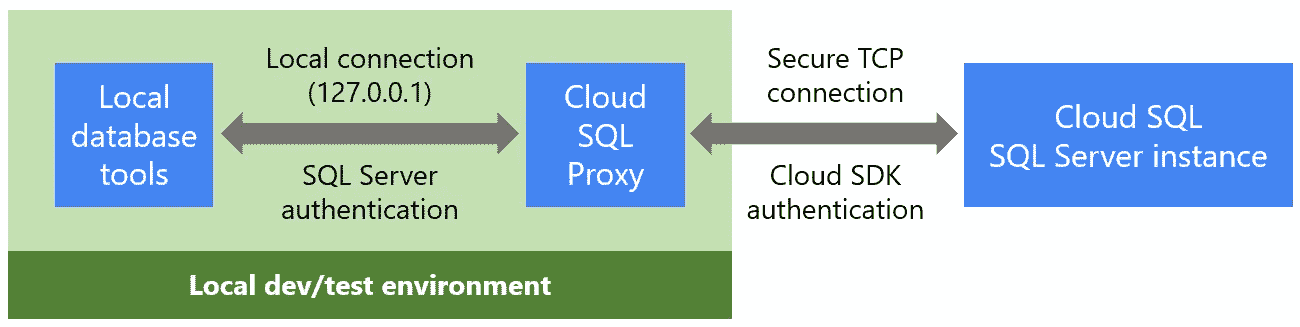 Local
database
tools
Local connection
(127.0.0.1)
SQL Server
authentication
Cloud
SQL
Proxy
Secure TCP
connection
Cloud SDK
authentication
Cloud SQL
SQL Server instance
Local dev/test environment